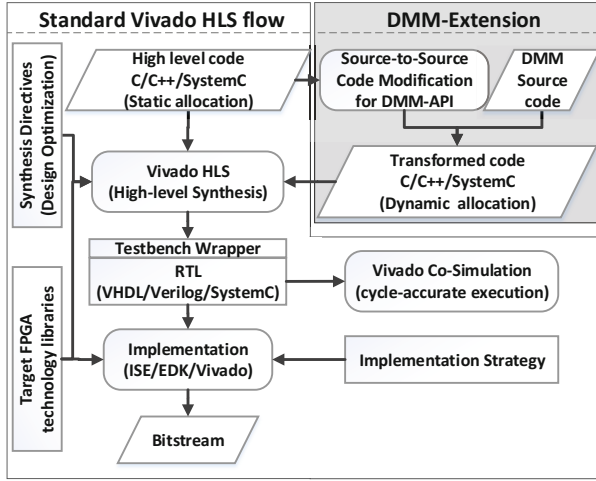 Standard Vivado HLS flow
DMM-Extension
High level code
C/C++/SystemC
(Static allocation)
Source-to-Source
Code Modification
for DMM-API
DMM
Source
code
Synthesis Directives
(Design Optimization)
Vivado HLS
(High-level Synthesis)
Transformed code
C/C++/SystemC
(Dynamic allocation)
Testbench Wrapper
RTL
(VHDL/Verilog/SystemC)
Vivado Co-Simulation
(cycle-accurate execution)
Target FPGA
technology libraries
Implementation
(ISE/EDK/Vivado)
Implementation Strategy
Bitstream